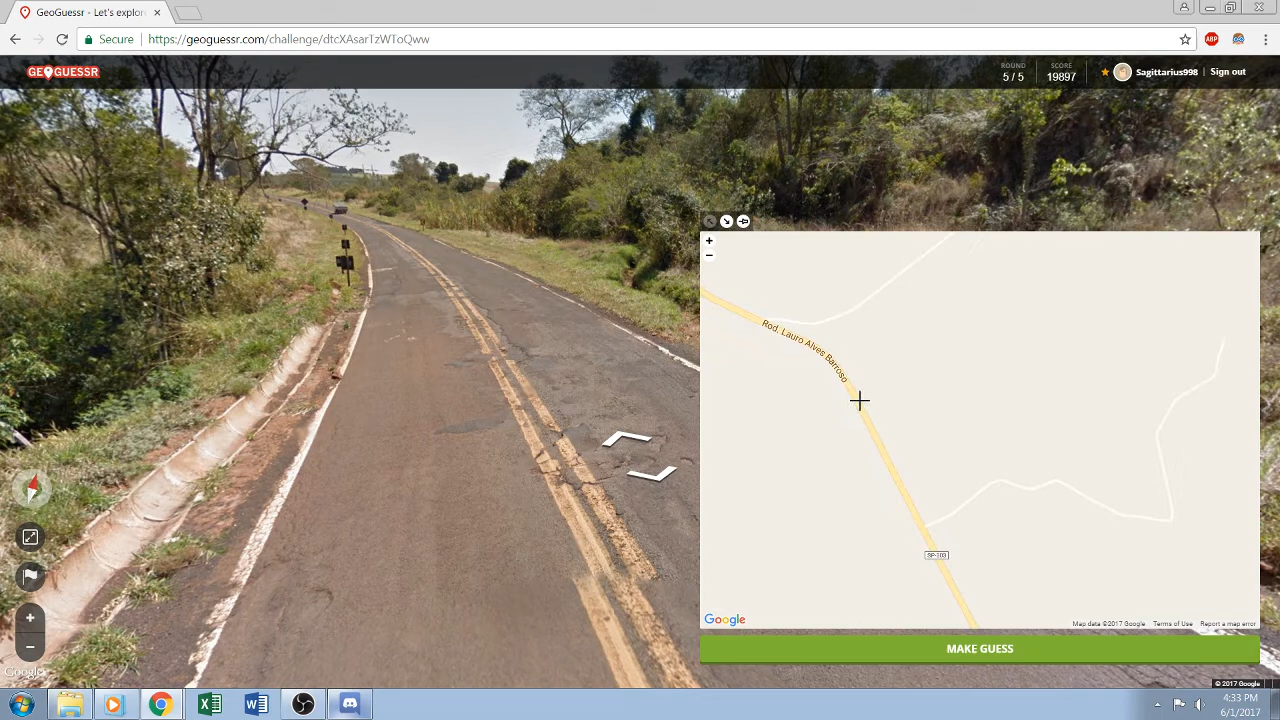 GeoGuessr - Let's explor
Secure
https://geoguessr.com/challenge/dtcXAsarTzWToQww
ABP
GEOGUESSR
ROUND
5 / 5
SCORE
19897
Sagittarius998 | Sign out
Rod. Lauro Alves Barroso
SP-303
Google
Map data ©2017 Google
Terms of Use
Report a map error
MAKE GUESS
Google
© 2017 Google
4:33 PM
6/1/2017